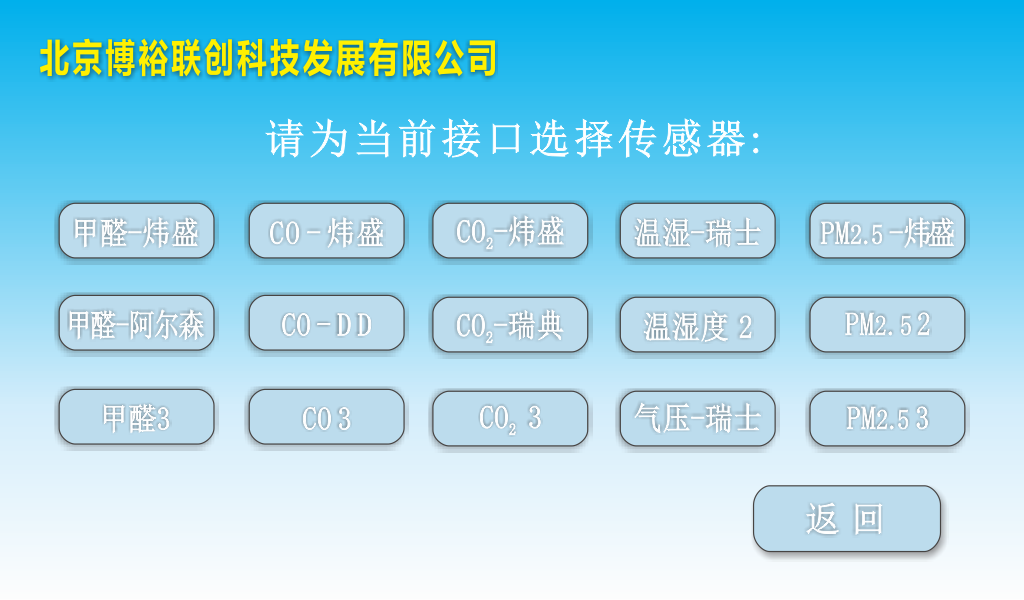 北京博裕联创科技发展有限公司
请为当前接口选择传感器:
甲醛-炜盛 CO-炜盛 CO₂-炜盛 温湿-瑞士 PM2.5-炜盛
甲醛-阿尔森 CO-DD CO₂-瑞典 温湿度 2 PM2.5 2
甲醛3 CO 3 CO₂ 3 气压-瑞士 PM2.5 3
返 回